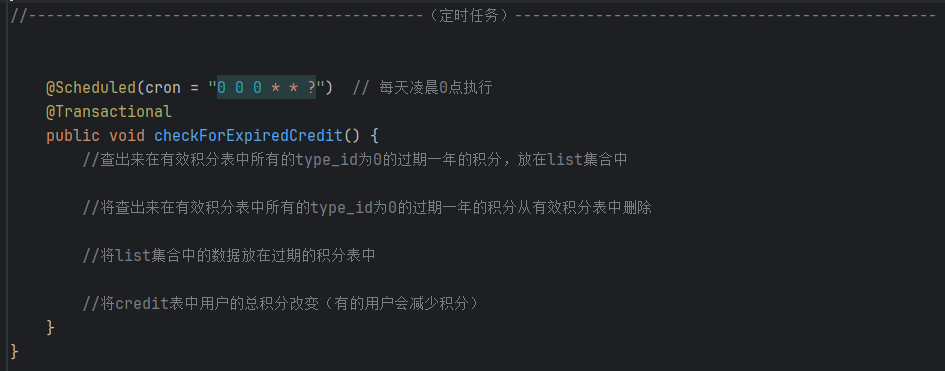 //--------------------------------------------（定时任务）-----------------------------------------------
@Scheduled(cron = "0 0 0 * * ?")  // 每天凌晨0点执行
@Transactional
public void checkForExpiredCredit() {
//查出来在有效积分表中所有的type_id为0的过期一年的积分，放在list集合中
//将查出来在有效积分表中所有的type_id为0的过期一年的积分从有效积分表中删除
//将list集合中的数据放在过期的积分表中
//将credit表中用户的总积分改变（有的用户会减少积分）
}
}